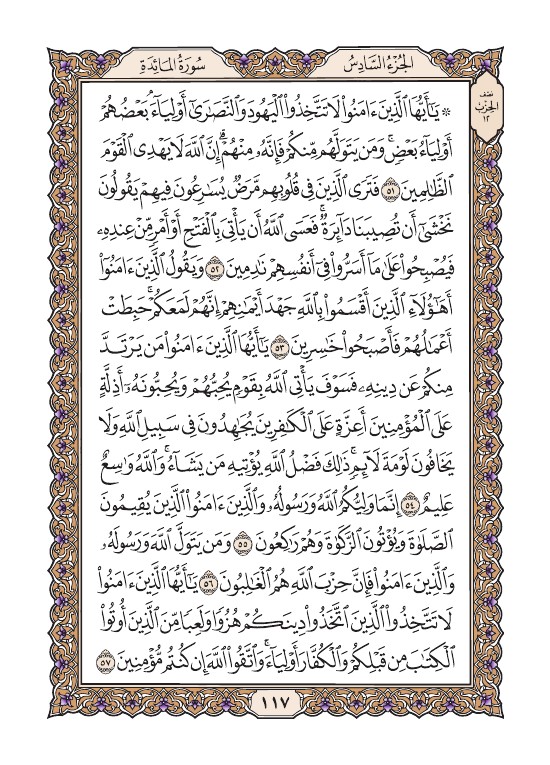 سُورَةُ المَائِدَةِ
الجُزْءُ السَّادِسُ
نصف
الحزب
١٢
۞ يَٰٓأَيُّهَا ٱلَّذِينَ ءَامَنُواْ لَا تَتَّخِذُواْ ٱلۡيَهُودَ وَٱلنَّصَٰرَىٰٓ أَوۡلِيَآءَۘ بَعۡضُهُمۡ
أَوۡلِيَآءُ بَعۡضٖۚ وَمَن يَتَوَلَّهُم مِّنكُمۡ فَإِنَّهُۥ مِنۡهُمۡۗ إِنَّ ٱللَّهَ لَا يَهۡدِي ٱلۡقَوۡمَ
ٱلظَّٰلِمِينَ ٥١ فَتَرَى ٱلَّذِينَ فِي قُلُوبِهِم مَّرَضٞ يُسَٰرِعُونَ فِيهِمۡ يَقُولُونَ
نَخۡشَىٰٓ أَن تُصِيبَنَا دَآئِرَةٞۚ فَعَسَى ٱللَّهُ أَن يَأۡتِيَ بِٱلۡفَتۡحِ أَوۡ أَمۡرٖ مِّنۡ عِندِهِۦ
فَيُصۡبِحُواْ عَلَىٰ مَآ أَسَرُّواْ فِيٓ أَنفُسِهِمۡ نَٰدِمِينَ ٥٢ وَيَقُولُ ٱلَّذِينَ ءَامَنُوٓاْ
أَهَٰٓؤُلَآءِ ٱلَّذِينَ أَقۡسَمُواْ بِٱللَّهِ جَهۡدَ أَيۡمَٰنِهِمۡ إِنَّهُمۡ لَمَعَكُمۡۚ حَبِطَتۡ
أَعۡمَٰلُهُمۡ فَأَصۡبَحُواْ خَٰسِرِينَ ٥٣ يَٰٓأَيُّهَا ٱلَّذِينَ ءَامَنُواْ مَن يَرۡتَدَّ
مِنكُمۡ عَن دِينِهِۦ فَسَوۡفَ يَأۡتِي ٱللَّهُ بِقَوۡمٖ يُحِبُّهُمۡ وَيُحِبُّونَهُۥٓ أَذِلَّةٍ
عَلَى ٱلۡمُؤۡمِنِينَ أَعِزَّةٍ عَلَى ٱلۡكَٰفِرِينَ يُجَٰهِدُونَ فِي سَبِيلِ ٱللَّهِ وَلَا
يَخَافُونَ لَوۡمَةَ لَآئِمٖۚ ذَٰلِكَ فَضۡلُ ٱللَّهِ يُؤۡتِيهِ مَن يَشَآءُۚ وَٱللَّهُ وَٰسِعٌ
عَلِيمٌ ٥٤ إِنَّمَا وَلِيُّكُمُ ٱللَّهُ وَرَسُولُهُۥ وَٱلَّذِينَ ءَامَنُواْ ٱلَّذِينَ يُقِيمُونَ
ٱلصَّلَوٰةَ وَيُؤۡتُونَ ٱلزَّكَوٰةَ وَهُمۡ رَٰكِعُونَ ٥٥ وَمَن يَتَوَلَّ ٱللَّهَ وَرَسُولَهُۥ
وَٱلَّذِينَ ءَامَنُواْ فَإِنَّ حِزۡبَ ٱللَّهِ هُمُ ٱلۡغَٰلِبُونَ ٥٦ يَٰٓأَيُّهَا ٱلَّذِينَ ءَامَنُواْ
لَا تَتَّخِذُواْ ٱلَّذِينَ ٱتَّخَذُواْ دِينَكُمۡ هُزُوٗا وَلَعِبٗا مِّنَ ٱلَّذِينَ أُوتُواْ
ٱلۡكِتَٰبَ مِن قَبۡلِكُمۡ وَٱلۡكُفَّارَ أَوۡلِيَآءَۚ وَٱتَّقُواْ ٱللَّهَ إِن كُنتُم مُّؤۡمِنِينَ ٥٧
١١٧